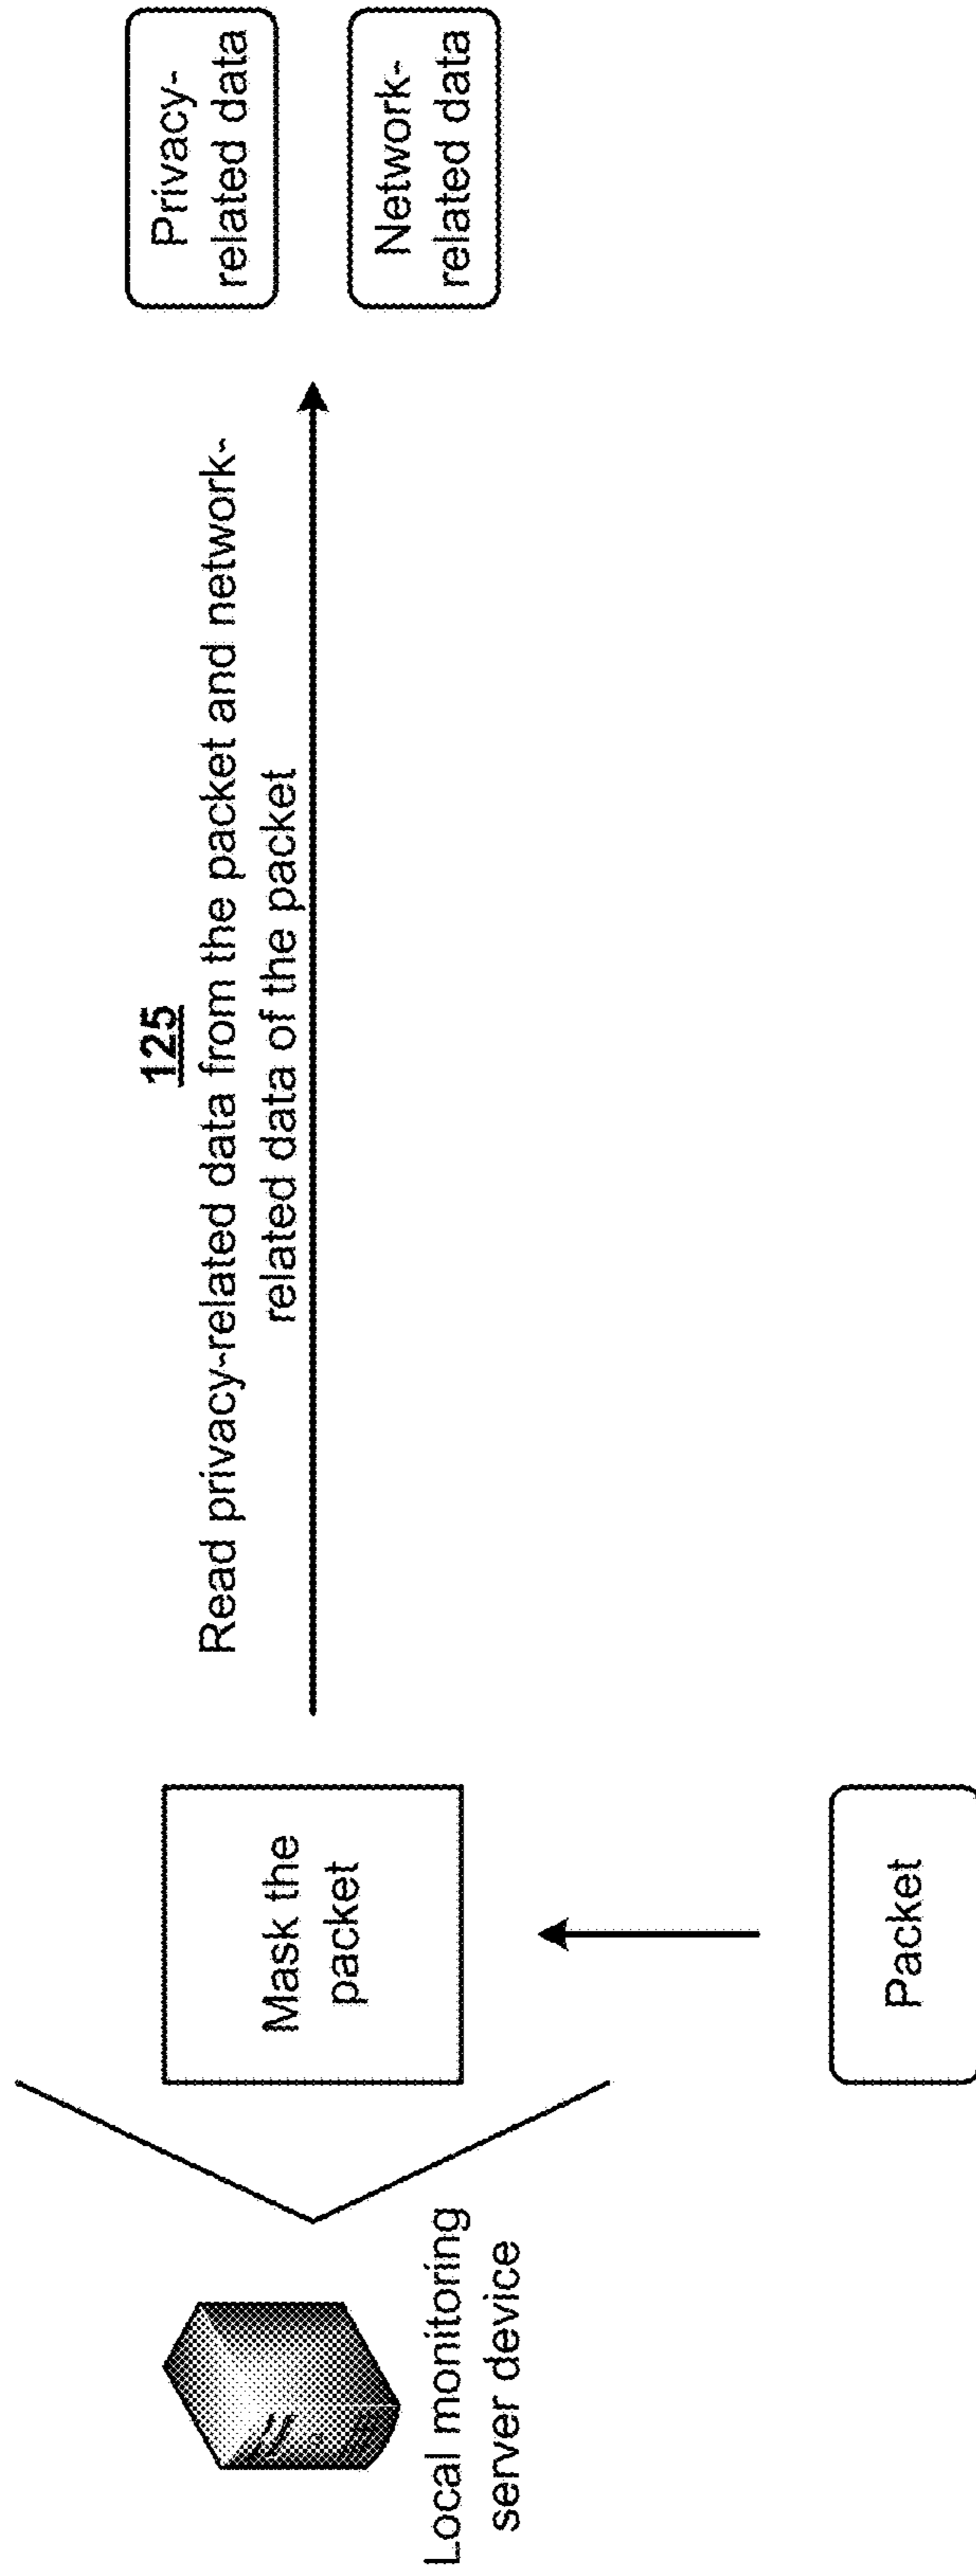 125
Read privacy-related data from the packet and network-
related data of the packet
Privacy-
related data
Network-
related data
Mask the
packet
Local monitoring
server device
Packet